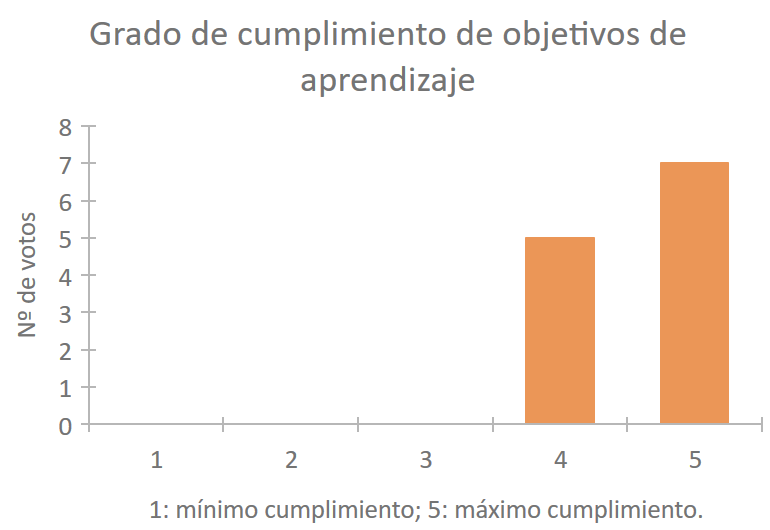 Grado de cumplimiento de objetivos de
aprendizaje
8
7
6
5
4
3
2
1
0
Nº de votos
1 2 3 4 5
1: mínimo cumplimiento; 5: máximo cumplimiento.